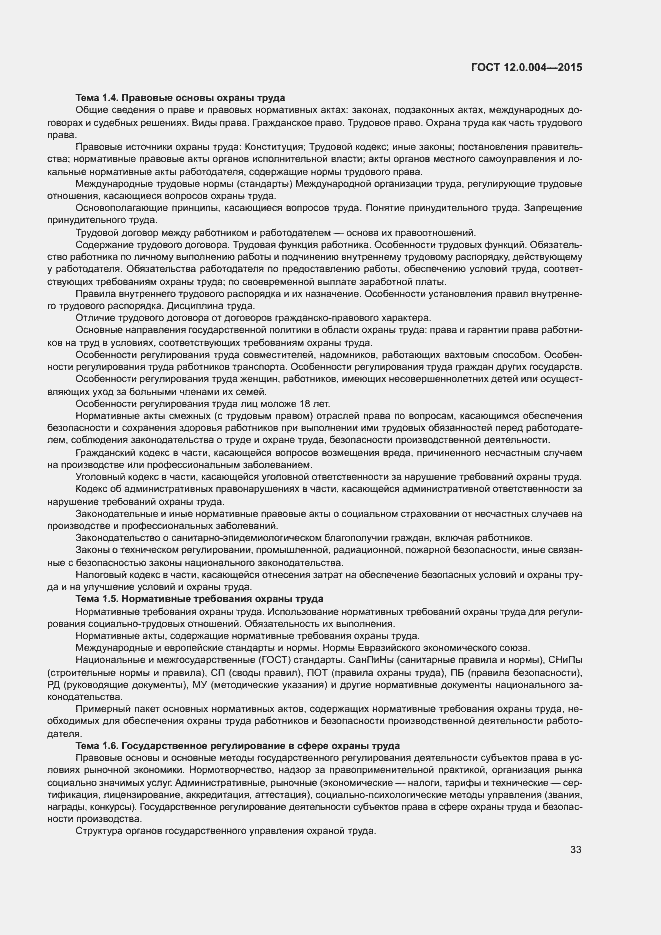 ГОСТ 12.0.004—2015
Тема 1.4. Правовые основы охраны труда
Общие сведения о праве и правовых нормативных актах: законах, подзаконных актах, международных до-
говорах и судебных решениях. Виды права. Гражданское право. Трудовое право. Охрана труда как часть трудового
права.
Правовые источники охраны труда: Конституция; Трудовой кодекс; иные законы; постановления правитель-
ства; нормативные правовые акты органов исполнительной власти; акты органов местного самоуправления и ло-
кальные нормативные акты работодателя, содержащие нормы трудового права.
Международные трудовые нормы (стандарты) Международной организации труда, регулирующие трудовые
отношения, касающиеся вопросов охраны труда.
Основополагающие принципы, касающиеся вопросов труда. Понятие принудительного труда. Запрещение
принудительного труда.
Трудовой договор между работником и работодателем — основа их правоотношений.
Содержание трудового договора. Трудовая функция работника. Особенности трудовых функций. Обязатель-
ство работника по личному выполнению работы и подчинению внутреннему трудовому распорядку, действующему
у работодателя. Обязательства работодателя по предоставлению работы, обеспечению условий труда, соответ-
ствующих требованиям охраны труда; по своевременной выплате заработной платы.
Правила внутреннего трудового распорядка и их назначение. Особенности установления правил внутренне-
го трудового распорядка. Дисциплина труда.
Отличие трудового договора от договоров гражданско-правового характера.
Основные направления государственной политики в области охраны труда: права и гарантии права работни-
ков на труд в условиях, соответствующих требованиям охраны труда.
Особенности регулирования труда совместителей, надомников, работающих вахтовым способом. Особен-
ности регулирования труда работников транспорта. Особенности регулирования труда граждан других государств.
Особенности регулирования труда женщин, работников, имеющих несовершеннолетних детей или осущест-
вляющих уход за больными членами их семей.
Особенности регулирования труда лиц моложе 18 лет.
Нормативные акты смежных (с трудовым правом) отраслей права по вопросам, касающимся обеспечения
безопасности и сохранения здоровья работников при выполнении ими трудовых обязанностей перед работодате-
лем, соблюдения законодательства о труде и охране труда, безопасности производственной деятельности.
Гражданский кодекс в части, касающейся вопросов возмещения вреда, причиненного несчастным случаем
на производстве или профессиональным заболеванием.
Уголовный кодекс в части, касающейся уголовной ответственности за нарушение требований охраны труда.
Кодекс об административных правонарушениях в части, касающейся административной ответственности за
нарушение требований охраны труда.
Законодательные и иные нормативные правовые акты о социальном страховании от несчастных случаев на
производстве и профессиональных заболеваний.
Законодательство о санитарно-эпидемиологическом благополучии граждан, включая работников.
Законы о техническом регулировании, промышленной, радиационной, пожарной безопасности, иные связан-
ные с безопасностью законы национального законодательства.
Налоговый кодекс в части, касающейся отнесения затрат на обеспечение безопасных условий и охраны тру-
да и на улучшение условий и охраны труда.
Тема 1.5. Нормативные требования охраны труда
Нормативные требования охраны труда. Использование нормативных требований охраны труда для регули-
рования социально-трудовых отношений. Обязательность их выполнения.
Нормативные акты, содержащие нормативные требования охраны труда.
Международные и европейские стандарты и нормы. Нормы Евразийского экономического союза.
Национальные и межгосударственные (ГОСТ) стандарты. СанПиНы (санитарные правила и нормы), СНиПы
(строительные нормы и правила), СП (своды правил), ПОТ (правила охраны труда), ПБ (правила безопасности),
РД (руководящие документы), МУ (методические указания) и другие нормативные документы национального за-
конодательства.
Примерный пакет основных нормативных актов, содержащих нормативные требования охраны труда, не-
обходимых для обеспечения охраны труда работников и безопасности производственной деятельности работо-
дателя.
Тема 1.6. Государственное регулирование в сфере охраны труда
Правовые основы и основные методы государственного регулирования деятельности субъектов права в ус-
ловиях рыночной экономики. Нормотворчество, надзор за правоприменительной практикой, организация рынка
социально значимых услуг. Административные, рыночные (экономические — налоги, тарифы и технические — сер-
тификация, лицензирование, аккредитация, аттестация), социально-психологические методы управления (звания,
награды, конкурсы). Государственное регулирование деятельности субъектов права в сфере охраны труда и безопас-
ности производства.
Структура органов государственного управления охраной труда.
33